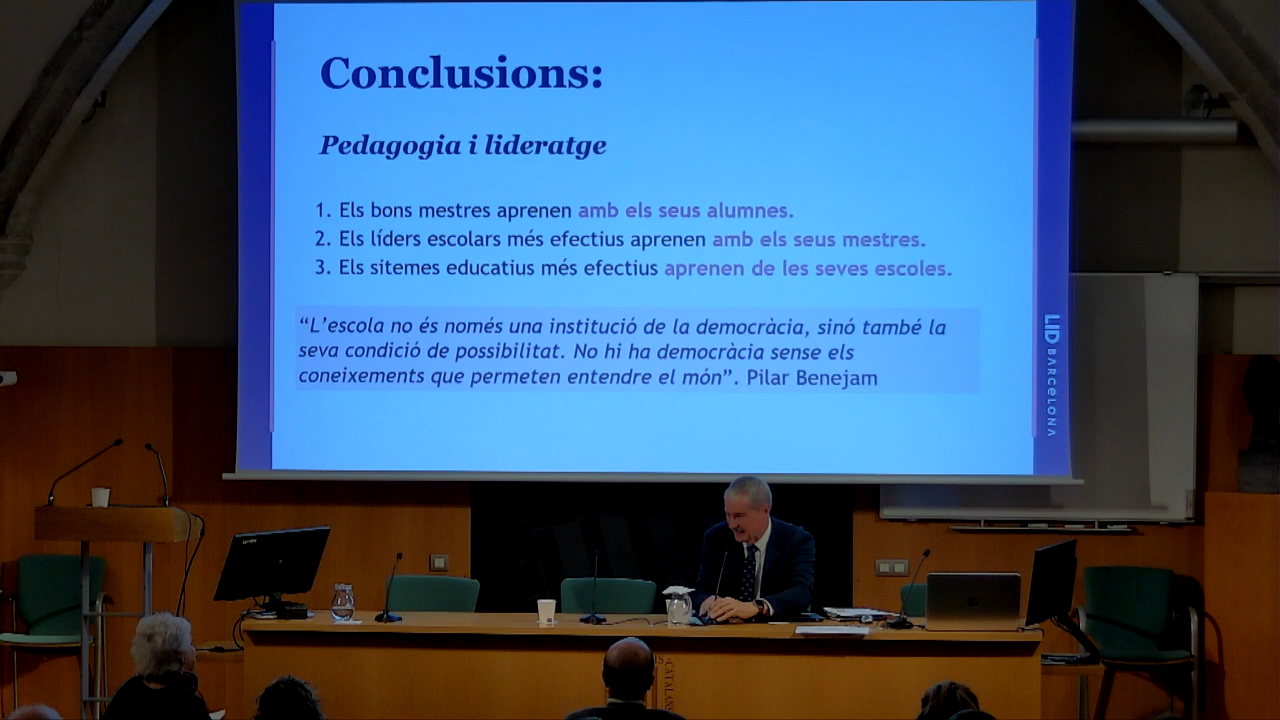 Conclusions:
Pedagogia i lideratge
1. Els bons mestres aprenen amb els seus alumnes.
2. Els líders escolars més efectius aprenen amb els seus mestres.
3. Els sitemes educatius més efectius aprenen de les seves escoles.
“L’escola no és només una institució de la democràcia, sinó també la
seva condició de possibilitat. No hi ha democràcia sense els
coneixements que permeten entendre el món”. Pilar Benejam
LID BARCELONA